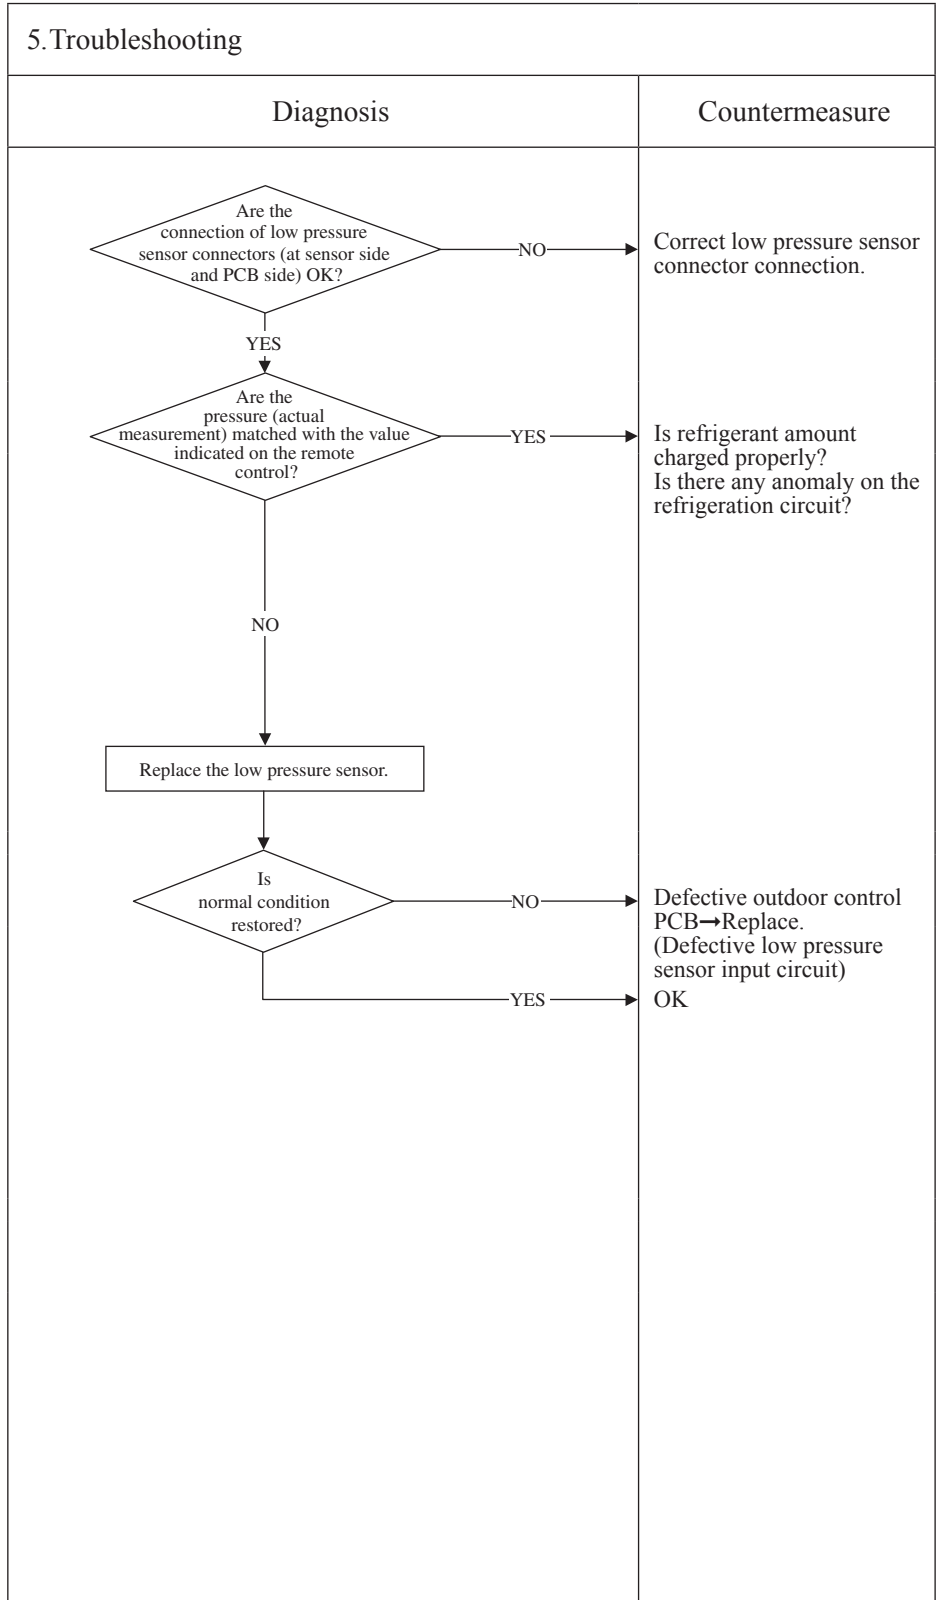 5.Troubleshooting
Diagnosis
Countermeasure
Are the
connection of low pressure
sensor connectors (at sensor side
and PCB side) OK?
NO
Correct low pressure sensor
connector connection.
YES
Are the
pressure (actual
measurement) matched with the value
indicated on the remote
control?
YES
Is refrigerant amount
charged properly?
Is there any anomaly on the
refrigeration circuit?
NO
Replace the low pressure sensor.
Is
normal condition
restored?
NO
Defective outdoor control
PCB→Replace.
(Defective low pressure
sensor input circuit)
YES
OK